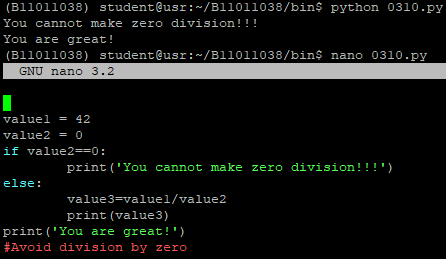 (B11011038) student@usr:~/B11011038/bin$ python 0310.py
You cannot make zero division!!!
You are great!
(B11011038) student@usr:~/B11011038/bin$ nano 0310.py
GNU nano 3.2
value1 = 42
value2 = 0
if value2==0:
        print('You cannot make zero division!!!')
else:
        value3=value1/value2
        print(value3)
print('You are great!')
#Avoid division by zero